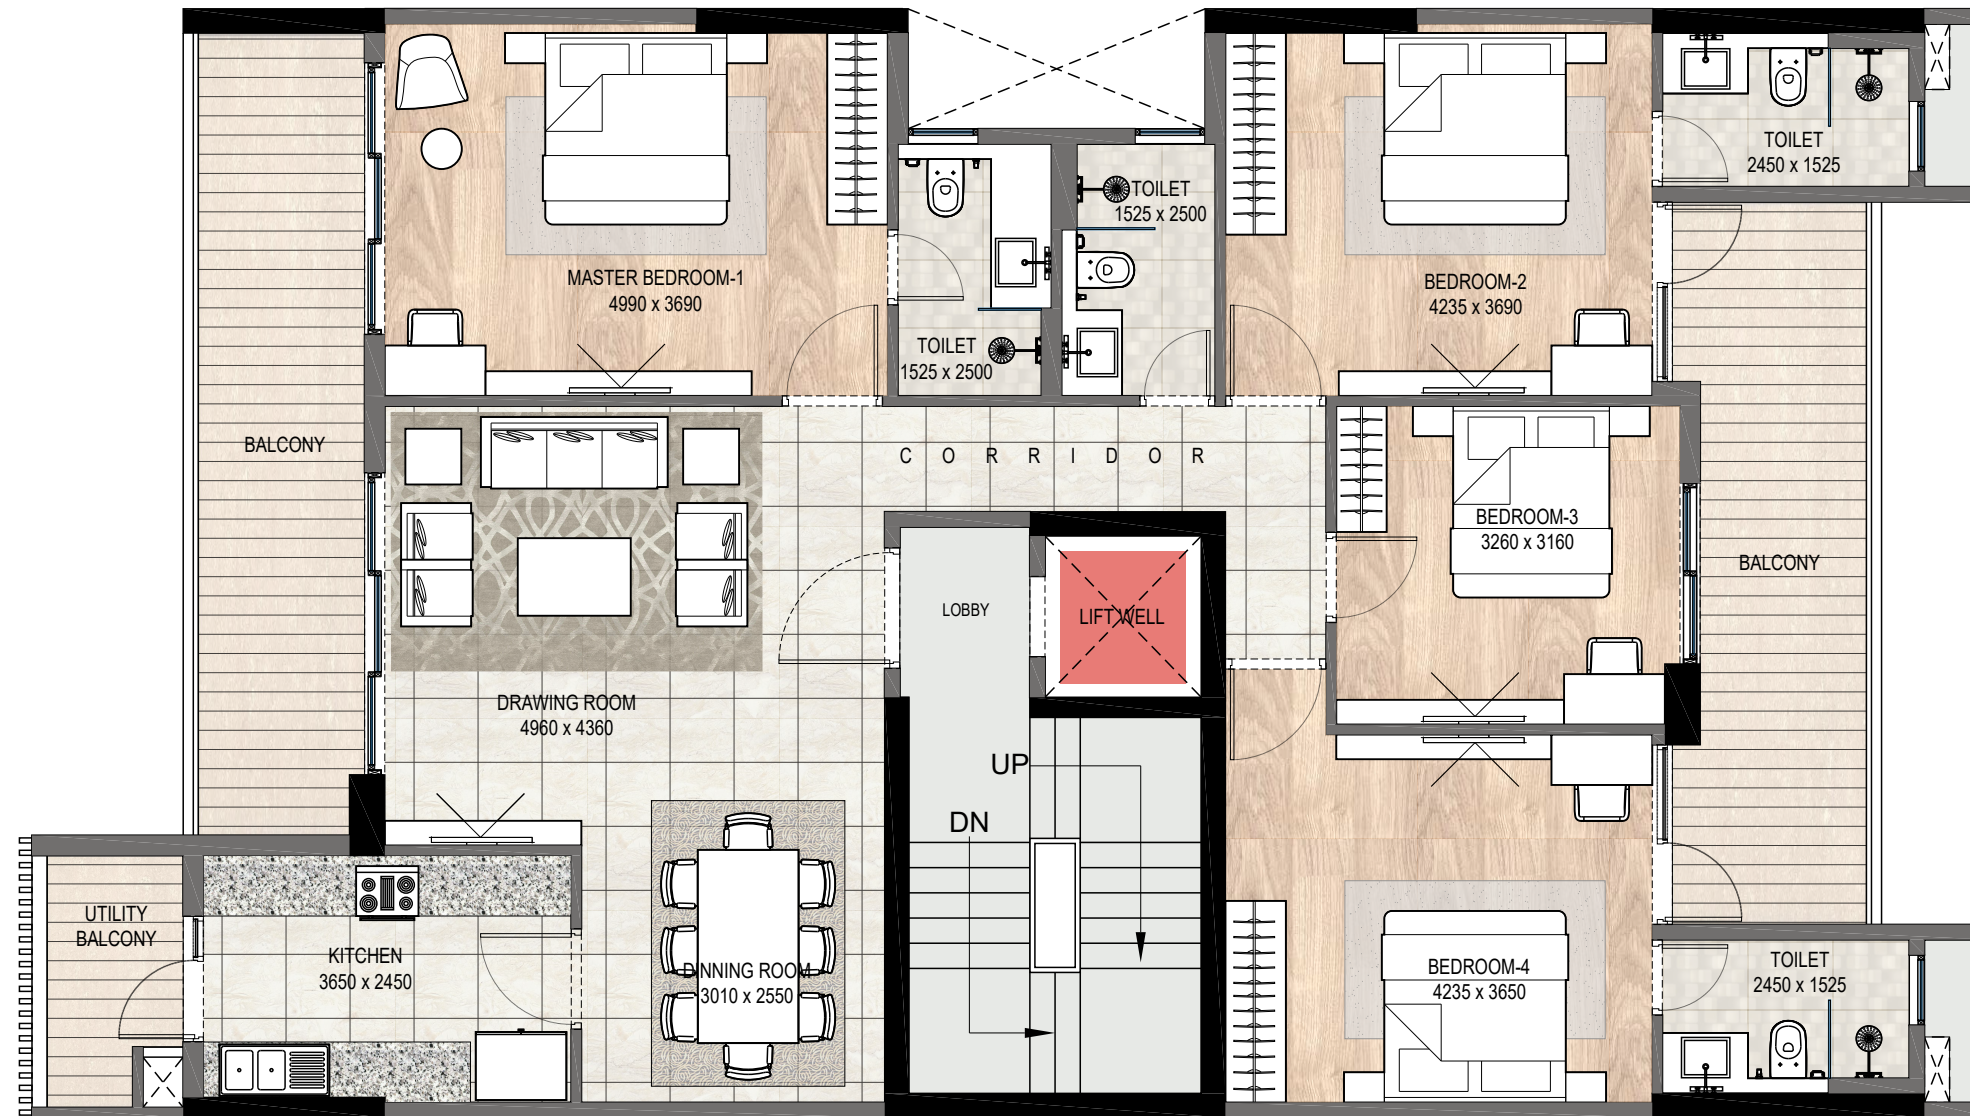 TOILET
2450 x 1525
TOILET
1525 x 2500
MASTER BEDROOM-1
4990 x 3690
BEDROOM-2
4235 x 3690
TOILET
1525 x 2500
BALCONY
CORRIDOR
BEDROOM-3
3260 x 3160
BALCONY
LOBBY
LIFT WELL
DRAWING ROOM
4960 x 4360
UP
DN
UTILITY
BALCONY
KITCHEN
3650 x 2450
DINNING ROOM
3010 x 2550
BEDROOM-4
4235 x 3650
TOILET
2450 x 1525